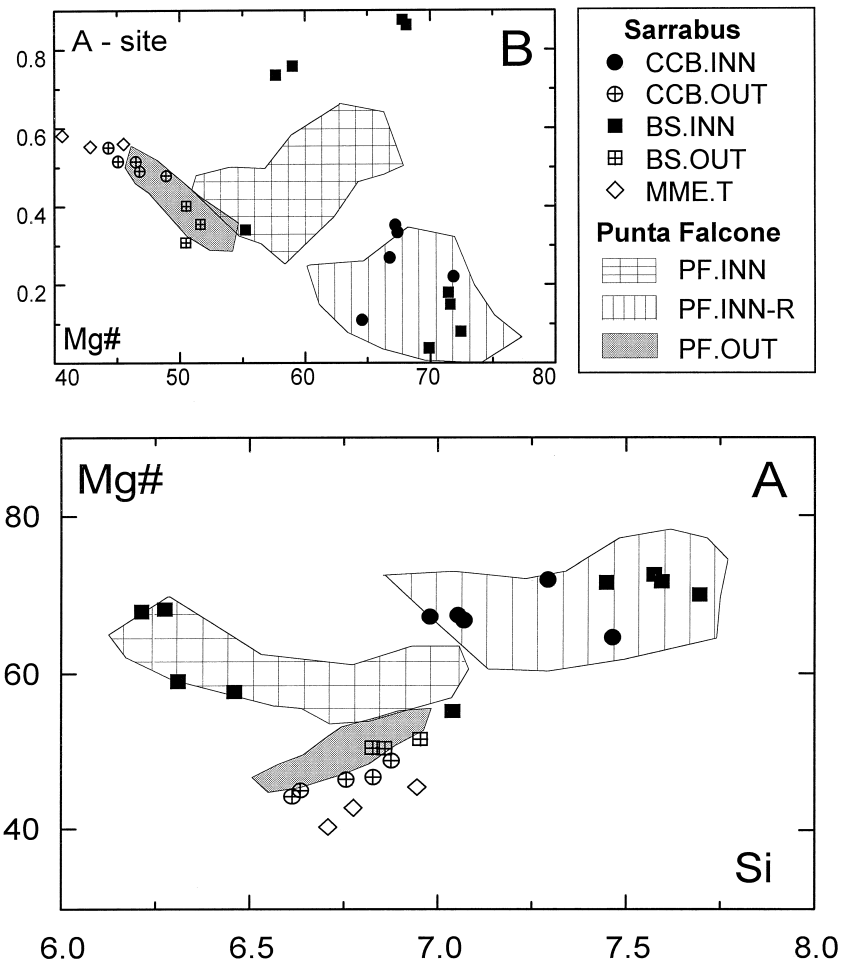 A - site
B
0.8
0.6
0.4
0.2
Mg#
40 50 60 70 80
Sarrabus
CCB.INN
CCB.OUT
BS.INN
BS.OUT
MME.T
Punta Falcone
PF.INN
PF.INN-R
PF.OUT
Mg#
A
80
60
40
Si
6.0 6.5 7.0 7.5 8.0